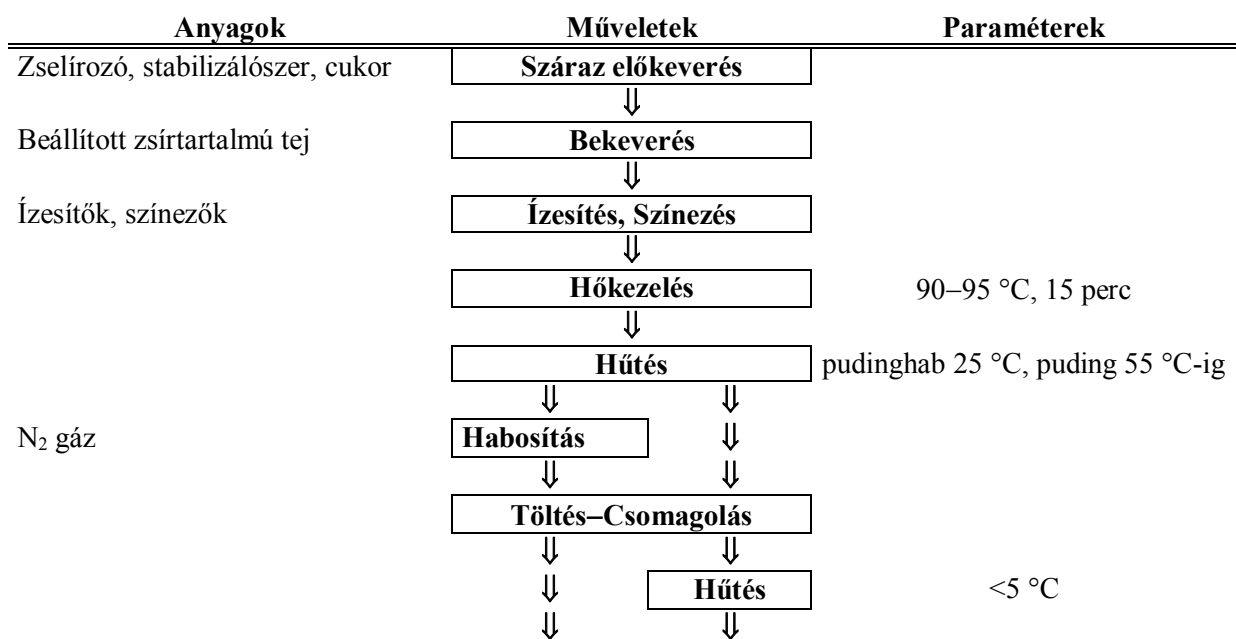 Anyagok Műveletek Paraméterek
Zselírozó, stabilizálószer, cukor Száraz előkeverés
Beállított zsírtartalmú tej Bekeverés
Ízesítők, színezők Ízesítés, Színezés
Hőkezelés 90–95 °C, 15 perc
Hűtés pudinghab 25 °C, puding 55 °C-ig
N₂ gáz Habosítás
Töltés–Csomagolás
Hűtés <5 °C